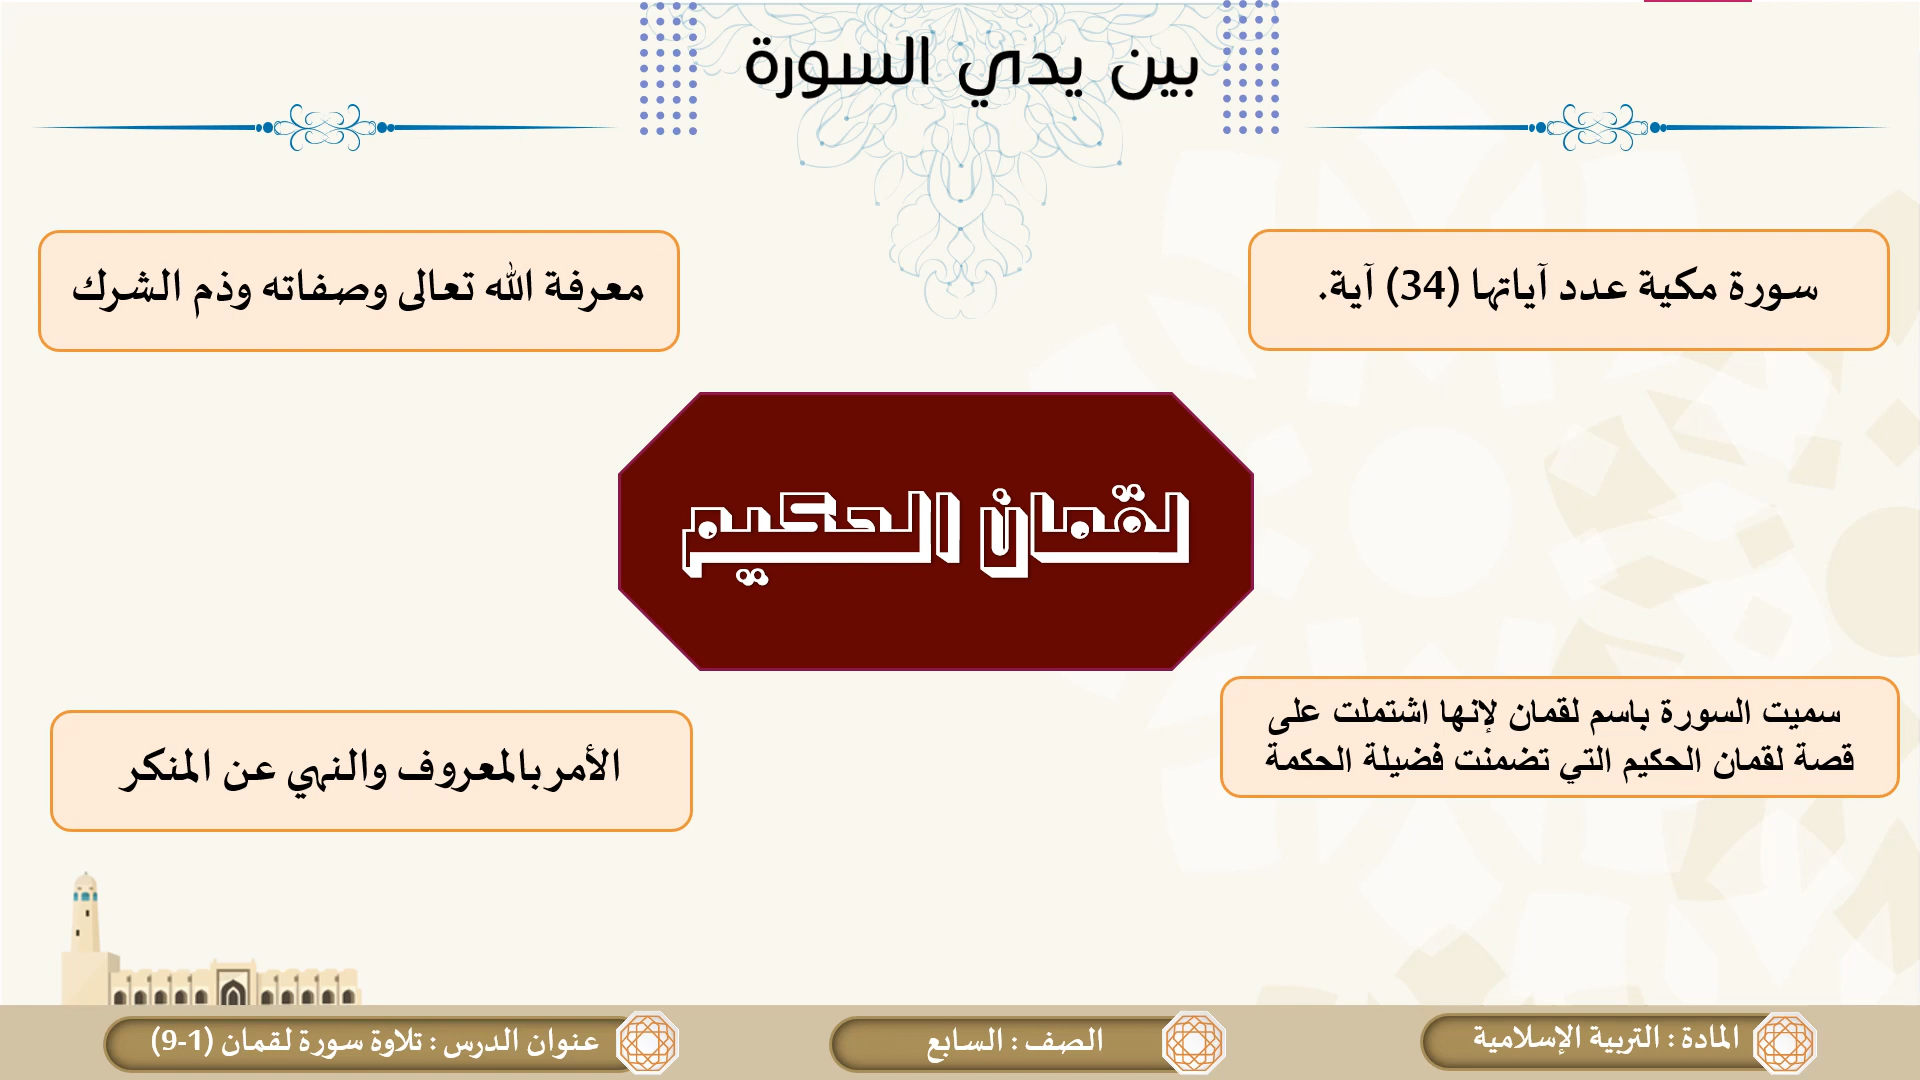 بين يدي السورة
سورة مكية عدد آياتها (34) آية.
معرفة الله تعالى وصفاته وذم الشرك
لقمان الحكيم
سميت السورة باسم لقمان لإنها اشتملت على
قصة لقمان الحكيم التي تضمنت فضيلة الحكمة
الأمر بالمعروف والنهي عن المنكر
المادة : التربية الإسلامية
الصف : السابع
عنوان الدرس : تلاوة سورة لقمان (1-9)